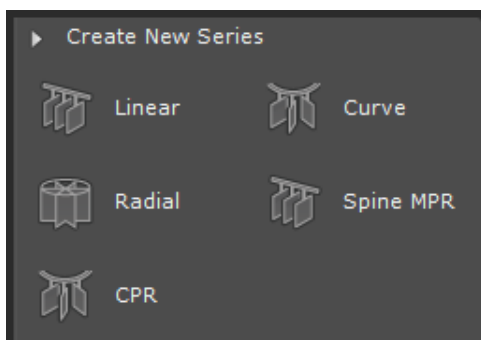 Create New Series
Linear
Curve
Radial
Spine MPR
CPR